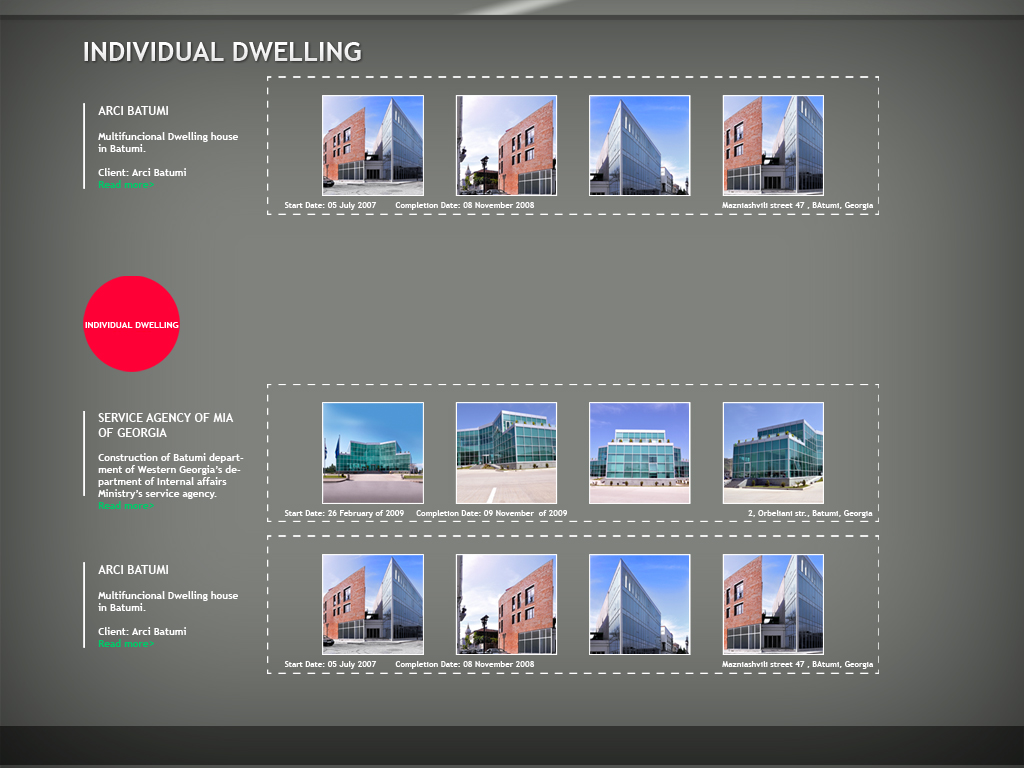 INDIVIDUAL DWELLING
ARCI BATUMI
Multifuncional Dwelling house
in Batumi.
Client: Arci Batumi
Read more>
Start Date: 05 July 2007 Completion Date: 08 November 2008 Mazniashvili street 47 , BAtumi, Georgia
INDIVIDUAL DWELLING
SERVICE AGENCY OF MIA
OF GEORGIA
Construction of Batumi depart-
ment of Western Georgia's de-
partment of Internal affairs
Ministry's service agency.
Read more>
Start Date: 26 February of 2009 Completion Date: 09 November of 2009 2, Orbeliani str., Batumi, Georgia
ARCI BATUMI
Multifuncional Dwelling house
in Batumi.
Client: Arci Batumi
Read more>
Start Date: 05 July 2007 Completion Date: 08 November 2008 Mazniashvili street 47 , BAtumi, Georgia